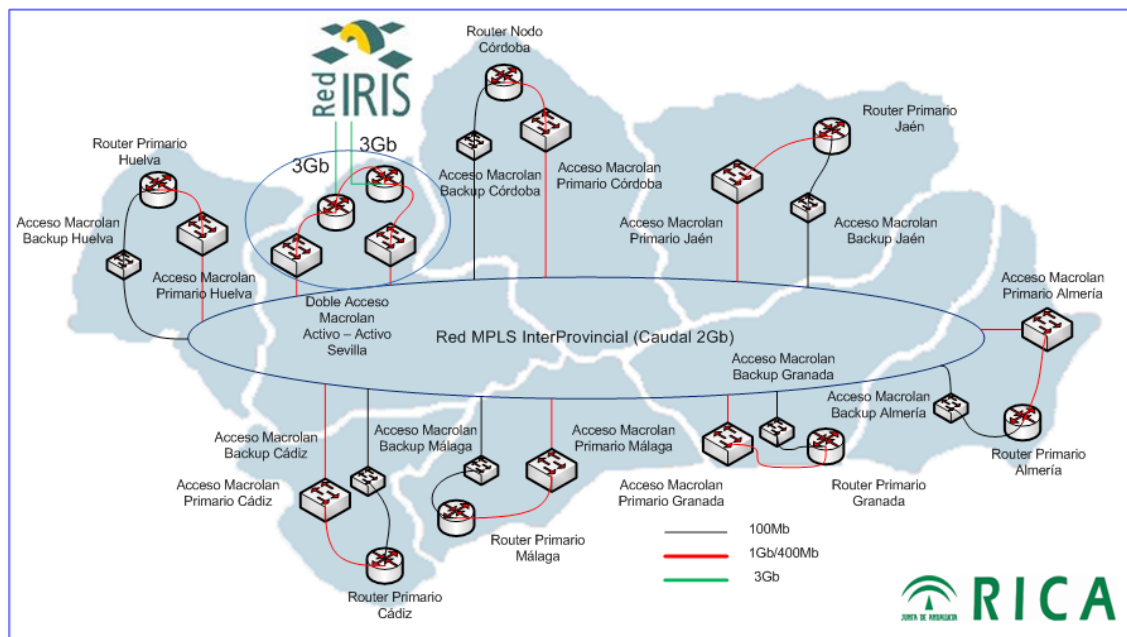 Red
IRIS
3Gb
3Gb
Router Nodo
Córdoba
Router Primario
Jaén
Router Primario
Huelva
Acceso Macrolan
Backup Huelva
Acceso Macrolan
Primario Huelva
Acceso Macrolan
Backup Córdoba
Acceso Macrolan
Primario Córdoba
Acceso Macrolan
Primario Jaén
Acceso Macrolan
Backup Jaén
Acceso Macrolan
Primario Almería
Doble Acceso
Macrolan
Activo – Activo
Sevilla
Red MPLS InterProvincial (Caudal 2Gb)
Acceso Macrolan
Backup Granada
Acceso Macrolan
Backup Almería
Acceso Macrolan
Backup Cádiz
Acceso Macrolan
Backup Málaga
Acceso Macrolan
Primario Málaga
Acceso Macrolan
Primario Cádiz
Acceso Macrolan
Primario Granada
Router Primario
Granada
Router Primario
Almería
Router Primario
Málaga
Router Primario
Cádiz
100Mb
1Gb/400Mb
3Gb
JUNTA DE ANDALUCIA
RICA